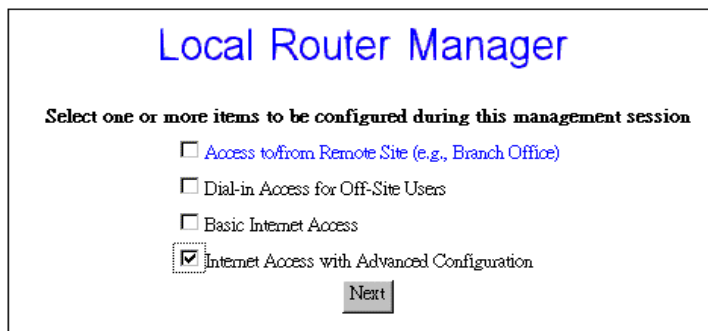 Local Router Manager
Select one or more items to be configured during this management session
Access to/from Remote Site (e.g., Branch Office)
Dial-in Access for Off-Site Users
Basic Internet Access
Internet Access with Advanced Configuration
Next